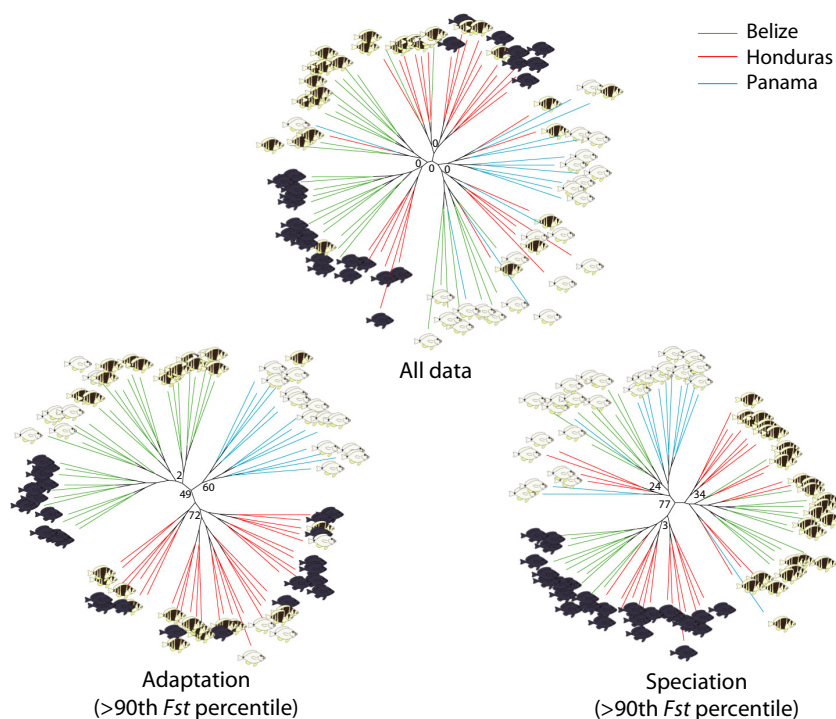 Belize
Honduras
Panama
0
0
0
0
All data
2
49
60
72
24
77
34
3
Adaptation
(>90th Fst percentile)
Speciation
(>90th Fst percentile)